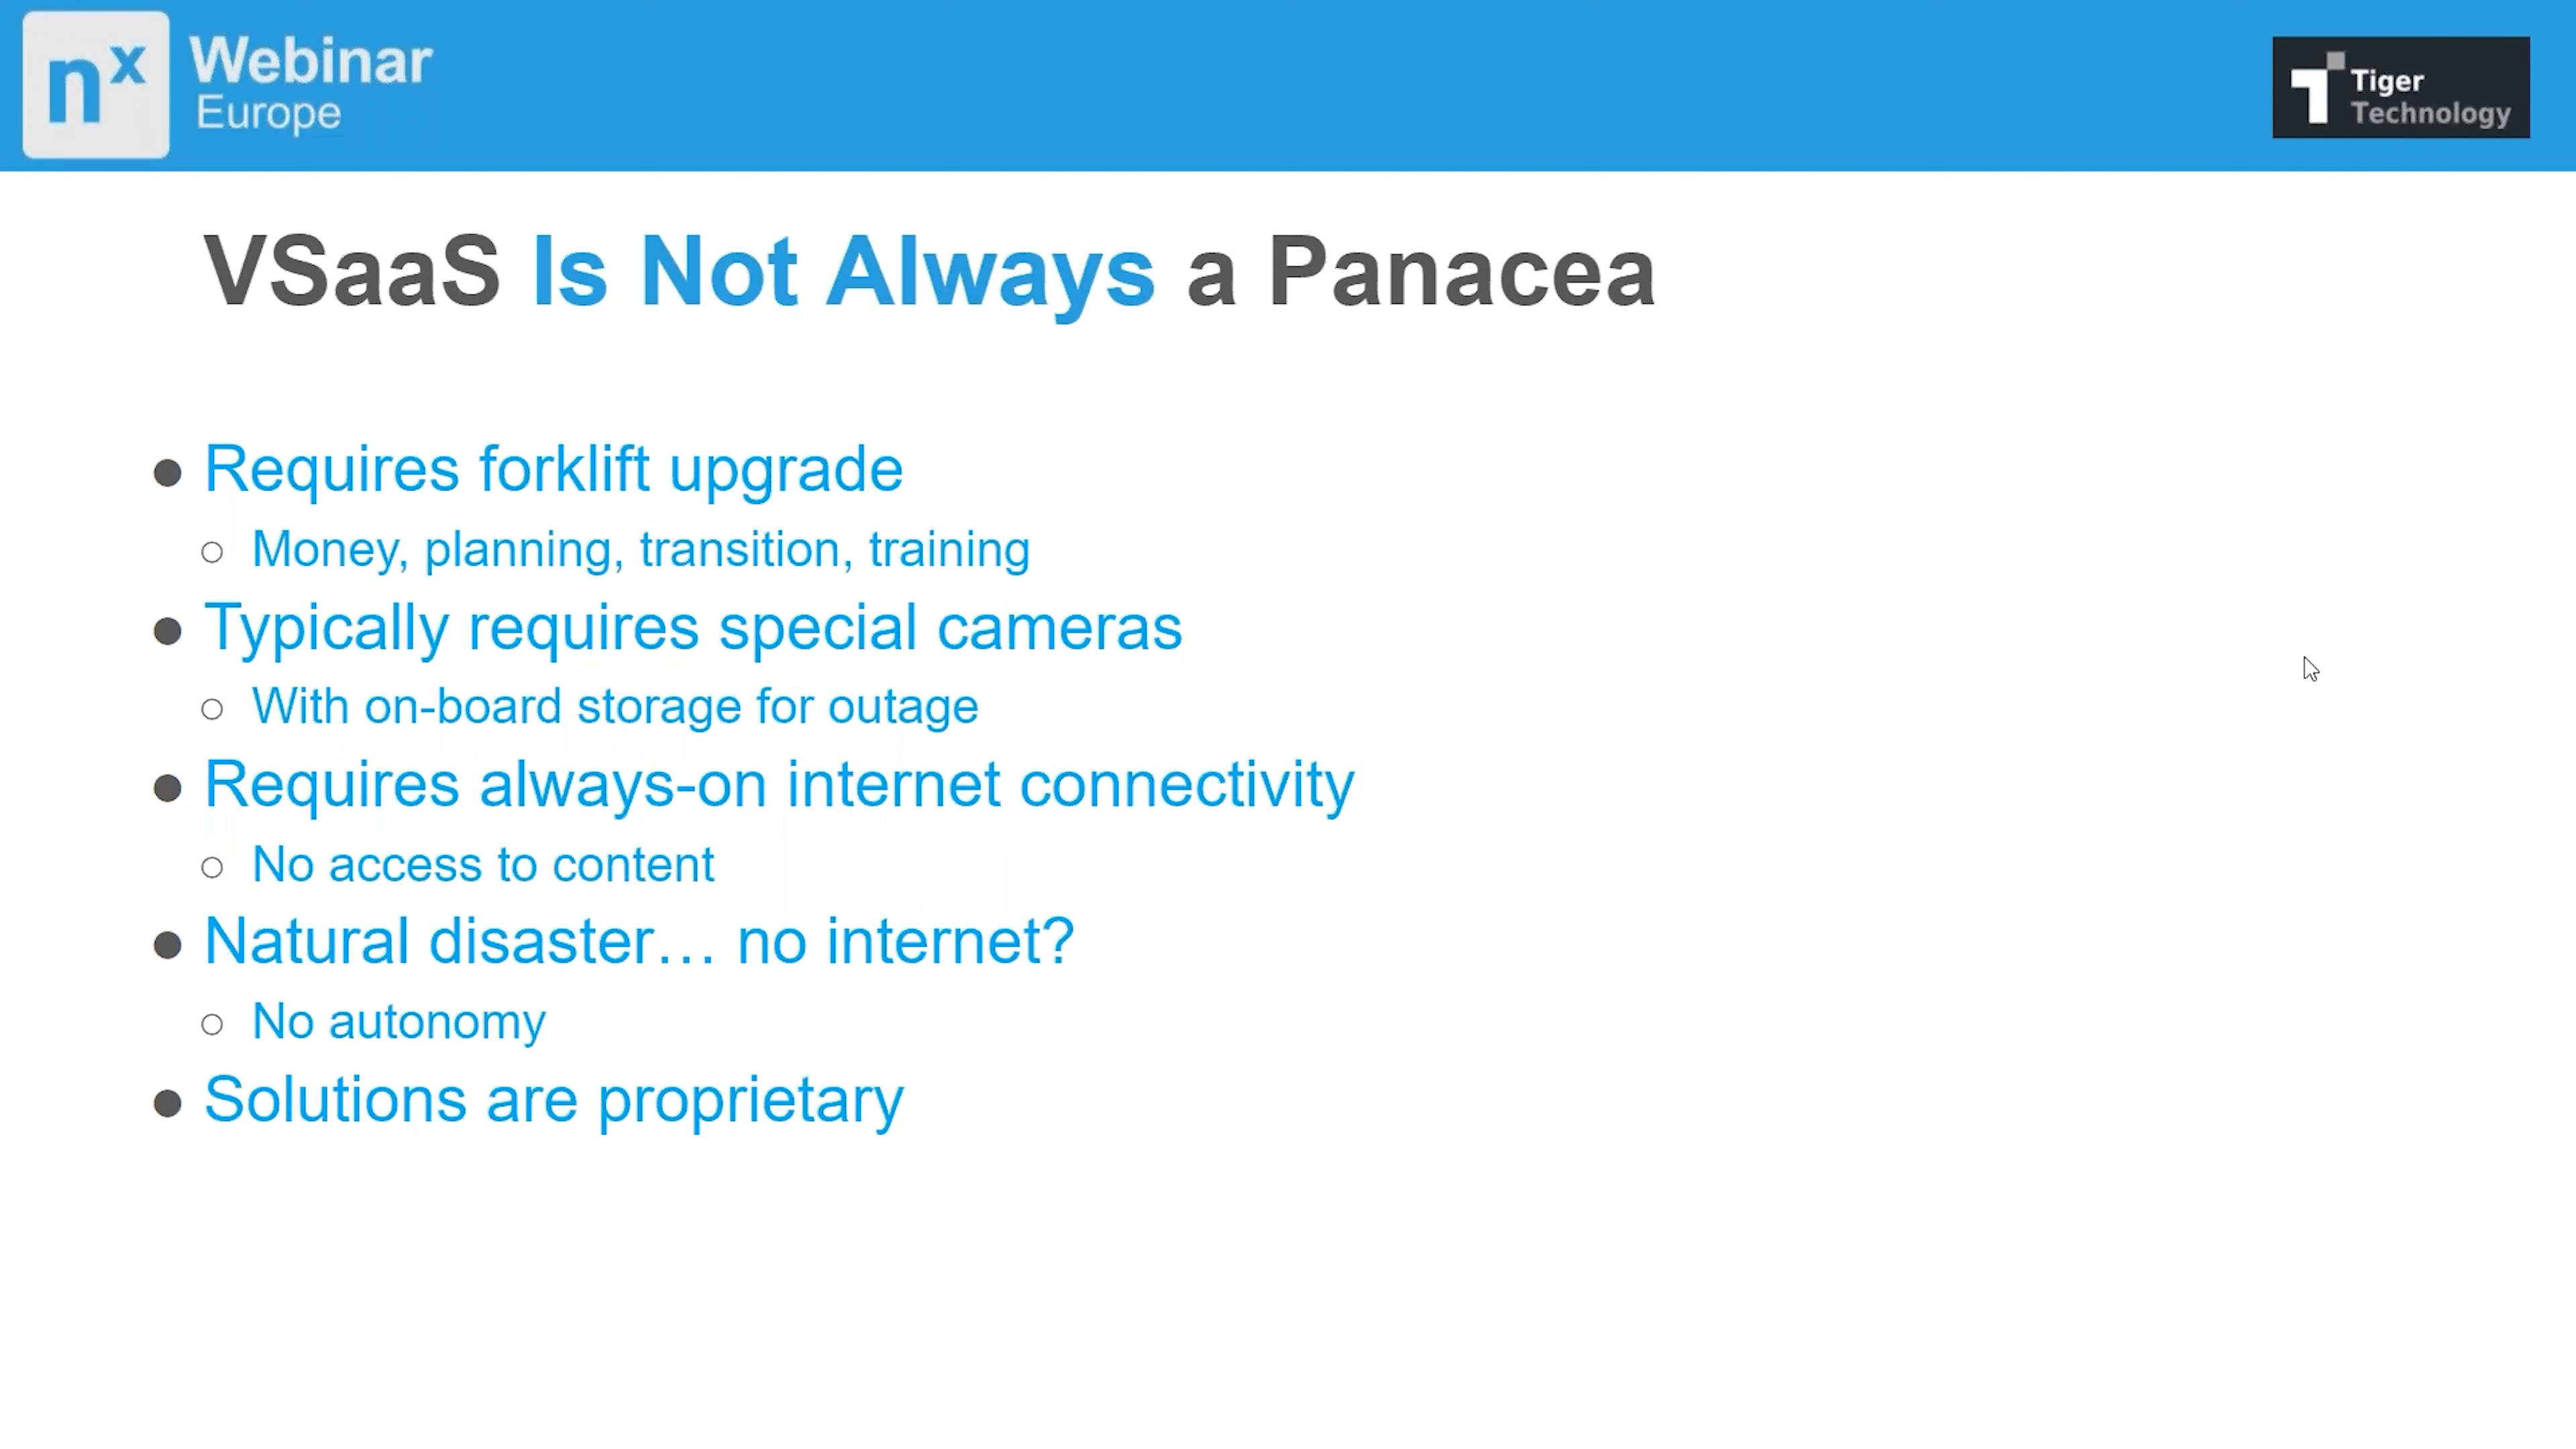 nx Webinar
Europe
Tiger
Technology
VSaaS Is Not Always a Panacea
● Requires forklift upgrade
○ Money, planning, transition, training
● Typically requires special cameras
○ With on-board storage for outage
● Requires always-on internet connectivity
○ No access to content
● Natural disaster… no internet?
○ No autonomy
● Solutions are proprietary